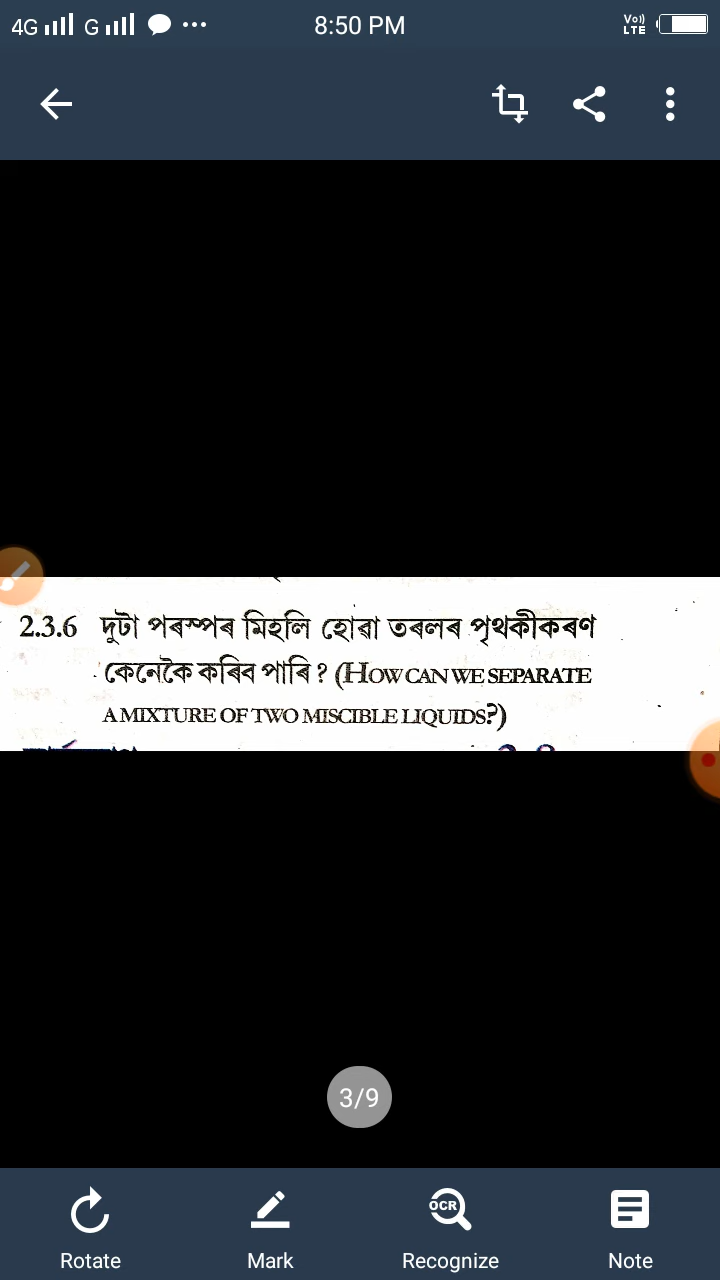 4G G ... 8:50 PM Vo)) LTE
2.3.6 দুটা পৰস্পৰ মিহলি হোৱা তৰলৰ পৃথকীকৰণ
কেনেকৈ কৰিব পাৰি ? (HOW CAN WE SEPARATE
A MIXTURE OF TWO MISCIBLE LIQUIDS?)
3/9
OCR
Rotate Mark Recognize Note